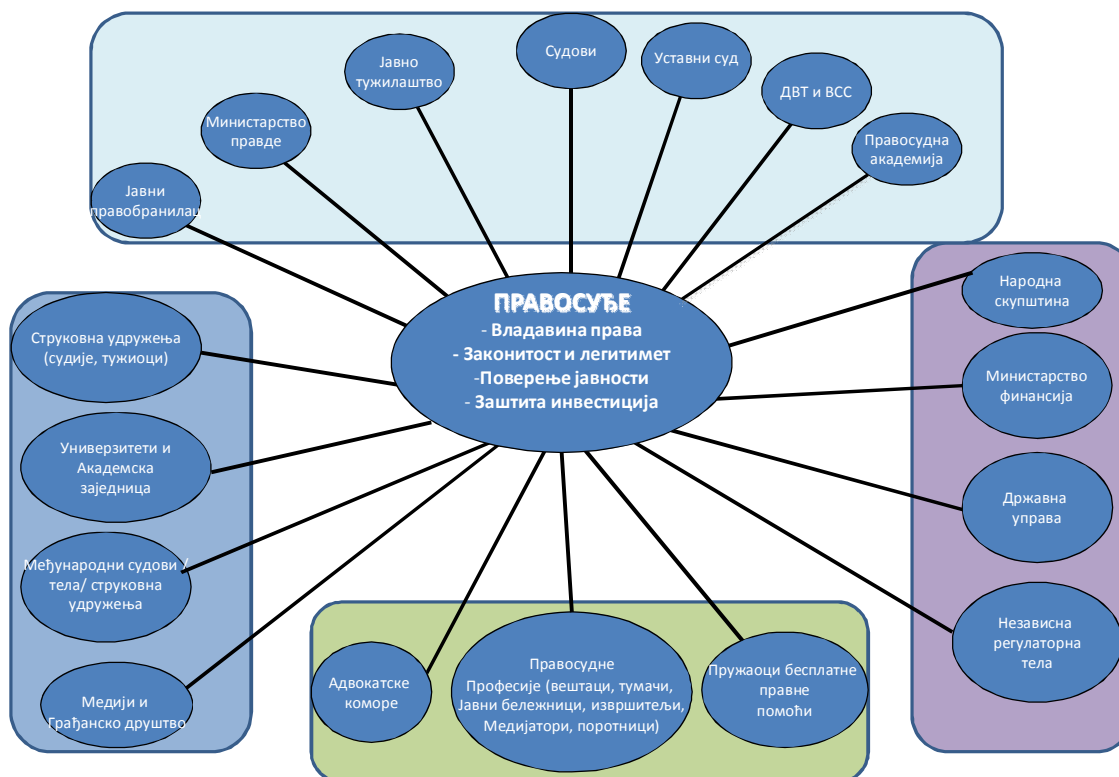 Судови
Уставни суд
Јавно
тужилаштво
ДВТ и ВСС
Министарство
правде
Правосудна
академија
Јавни
правобранилац
ПРАВОСУЂЕ
- Владавина права
- Законитост и легитимет
-Поверење јавности
- Заштита инвестиција
Народна
скупштина
Министарство
финансија
Државна
управа
Независна
регулаторна
тела
Струковна удружења
(судије, тужиоци)
Универзитети и
Академска
заједница
Међународни судови /
тела/ струковна
удружења
Медији и
Грађанско друштво
Адвокатске
коморе
Правосудне
Професије (вештаци, тумачи,
Јавни бележници, извршитељи,
Медијатори, поротници)
Пружаоци бесплатне
правне
помоћи